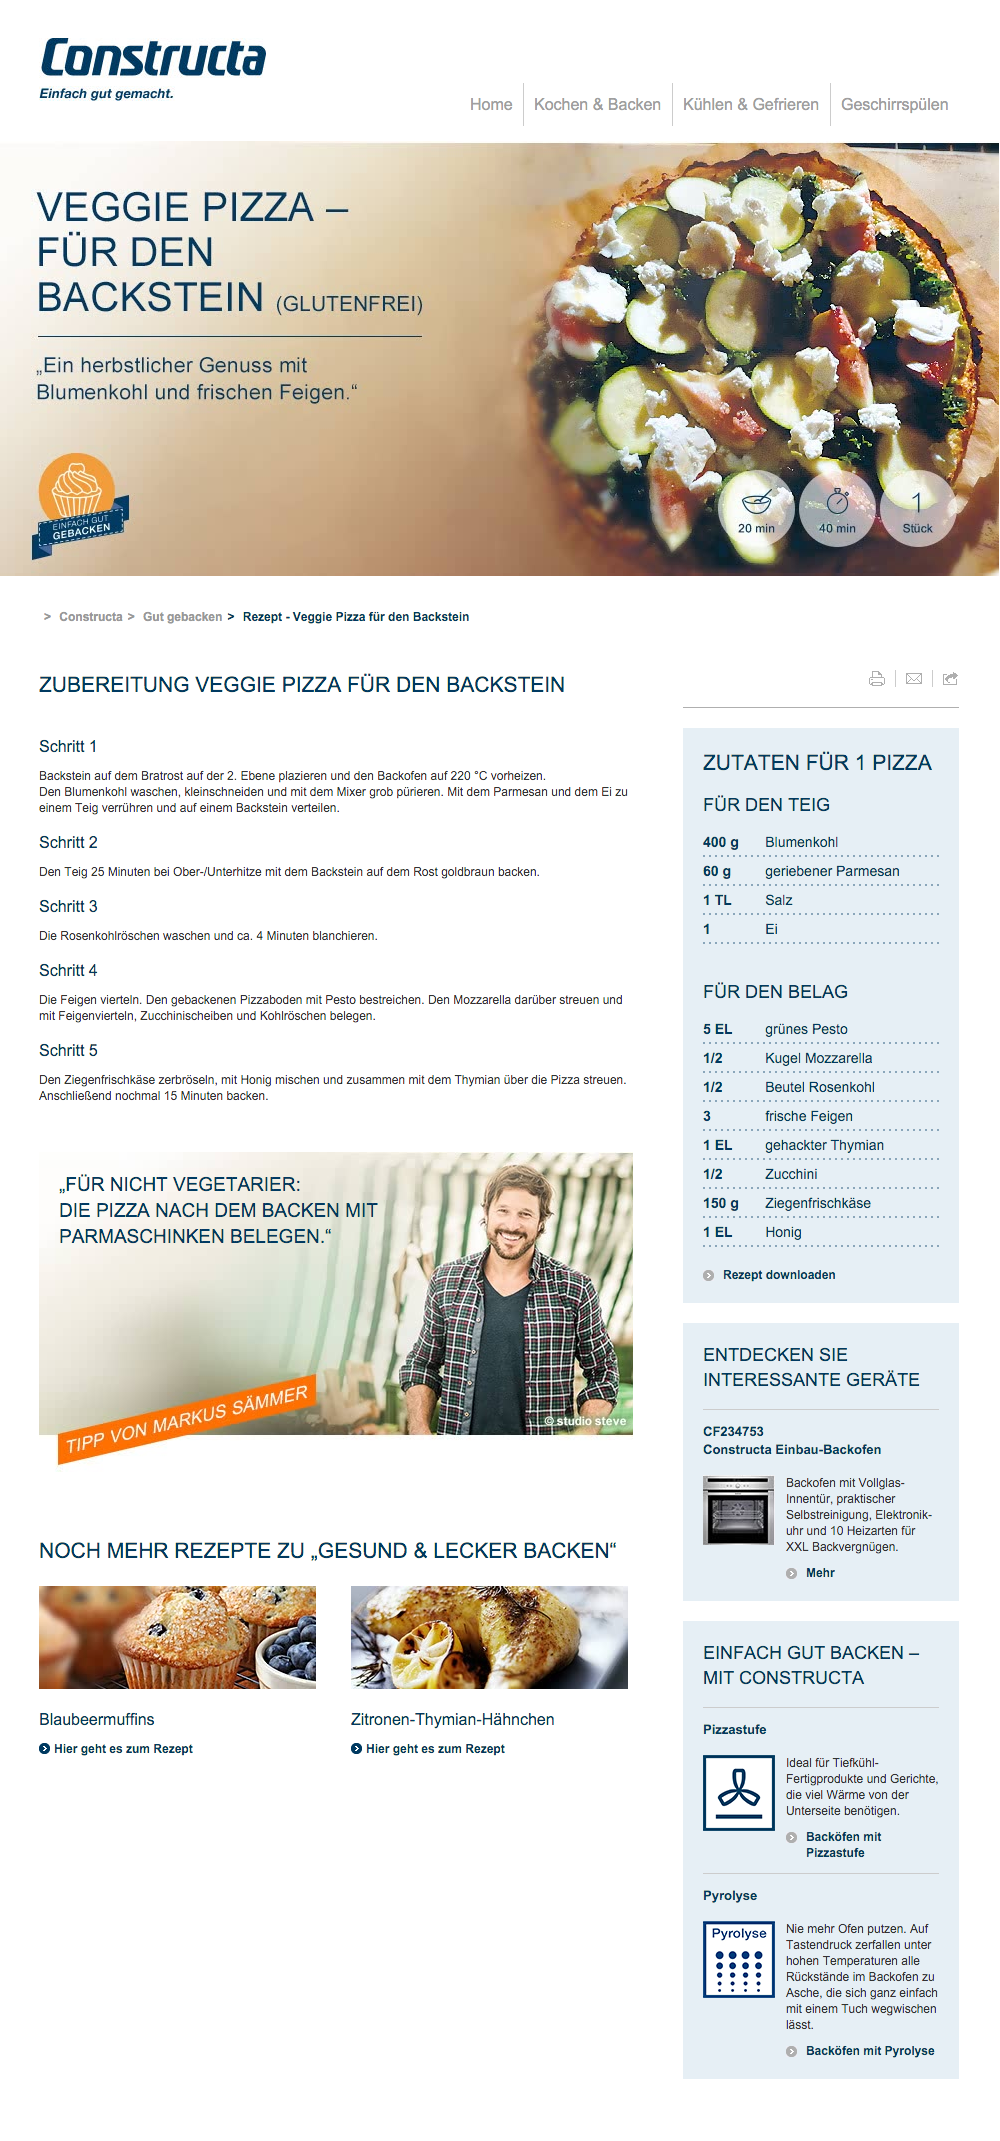 Constructa
Einfach gut gemacht.
Home
Kochen & Backen
Kühlen & Gefrieren
Geschirrspülen
VEGGIE PIZZA –
FÜR DEN
BACKSTEIN (GLUTENFREI)
„Ein herbstlicher Genuss mit
Blumenkohl und frischen Feigen.“
EINFACH GUT
GEBACKEN
20 min
40 min
1
Stück
> Constructa > Gut gebacken > Rezept - Veggie Pizza für den Backstein
ZUBEREITUNG VEGGIE PIZZA FÜR DEN BACKSTEIN
Schritt 1
Backstein auf dem Bratrost auf der 2. Ebene plazieren und den Backofen auf 220 °C vorheizen.
Den Blumenkohl waschen, kleinschneiden und mit dem Mixer grob pürieren. Mit dem Parmesan und dem Ei zu
einem Teig verrühren und auf einem Backstein verteilen.
Schritt 2
Den Teig 25 Minuten bei Ober-/Unterhitze mit dem Backstein auf dem Rost goldbraun backen.
Schritt 3
Die Rosenkohlröschen waschen und ca. 4 Minuten blanchieren.
Schritt 4
Die Feigen vierteln. Den gebackenen Pizzaboden mit Pesto bestreichen. Den Mozzarella darüber streuen und
mit Feigenvierteln, Zucchinischeiben und Kohlröschen belegen.
Schritt 5
Den Ziegenfrischkäse zerbröseln, mit Honig mischen und zusammen mit dem Thymian über die Pizza streuen.
Anschließend nochmal 15 Minuten backen.
„FÜR NICHT VEGETARIER:
DIE PIZZA NACH DEM BACKEN MIT
PARMASCHINKEN BELEGEN.“
TIPP VON MARKUS SÄMMER
© studio steve
NOCH MEHR REZEPTE ZU „GESUND & LECKER BACKEN“
Blaubeermuffins
Hier geht es zum Rezept
Zitronen-Thymian-Hähnchen
Hier geht es zum Rezept
ZUTATEN FÜR 1 PIZZA
FÜR DEN TEIG
400 g Blumenkohl
60 g geriebener Parmesan
1 TL Salz
1 Ei
FÜR DEN BELAG
5 EL grünes Pesto
1/2 Kugel Mozzarella
1/2 Beutel Rosenkohl
3 frische Feigen
1 EL gehackter Thymian
1/2 Zucchini
150 g Ziegenfrischkäse
1 EL Honig
Rezept downloaden
ENTDECKEN SIE
INTERESSANTE GERÄTE
CF234753
Constructa Einbau-Backofen
Backofen mit Vollglas-
Innentür, praktischer
Selbstreinigung, Elektronik-
uhr und 10 Heizarten für
XXL Backvergnügen.
Mehr
EINFACH GUT BACKEN –
MIT CONSTRUCTA
Pizzastufe
Ideal für Tiefkühl-
Fertigprodukte und Gerichte,
die viel Wärme von der
Unterseite benötigen.
Backöfen mit
Pizzastufe
Pyrolyse
Pyrolyse
Nie mehr Ofen putzen. Auf
Tastendruck zerfallen unter
hohen Temperaturen alle
Rückstände im Backofen zu
Asche, die sich ganz einfach
mit einem Tuch wegwischen
lässt.
Backöfen mit Pyrolyse